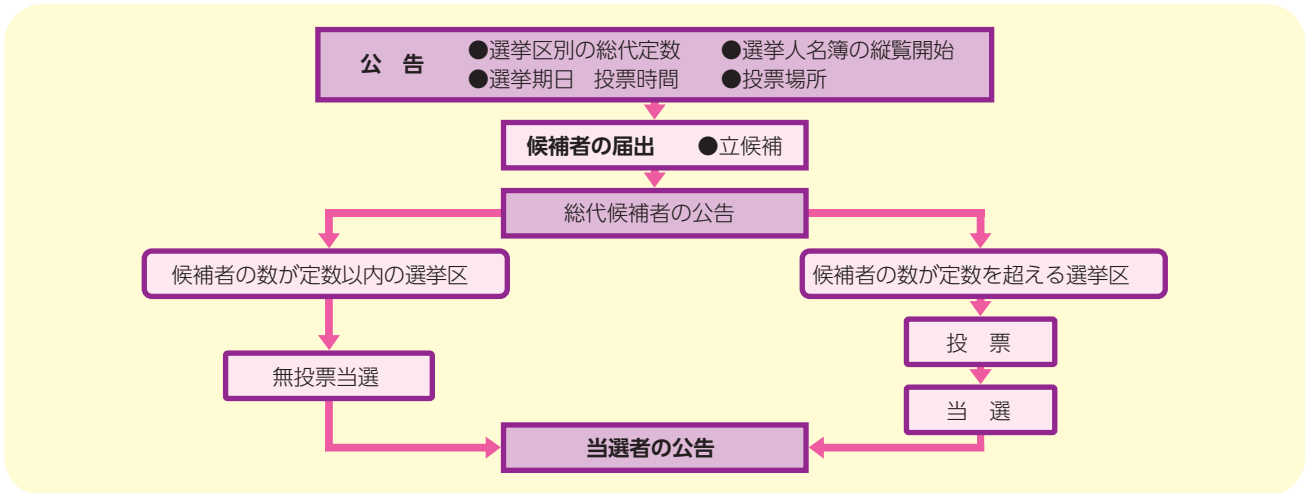 公　告　●選挙区別の総代定数　●選挙人名簿の縦覧開始
●選挙期日　投票時間　●投票場所
候補者の届出　●立候補
総代候補者の公告
候補者の数が定数以内の選挙区
候補者の数が定数を超える選挙区
無投票当選
投　票
当　選
当選者の公告